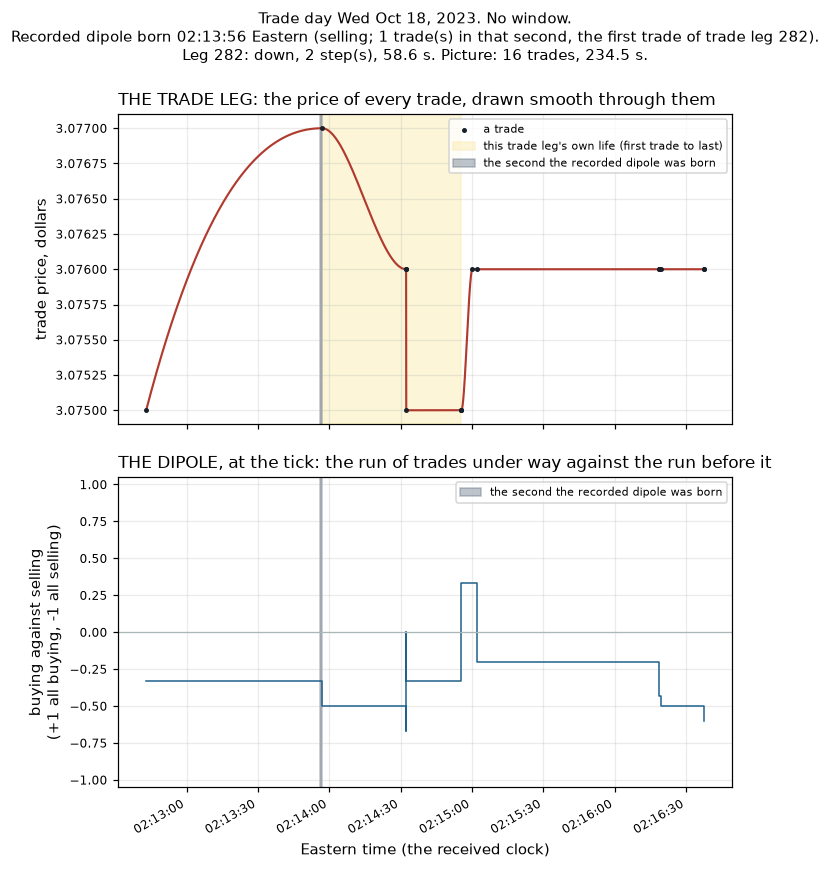 Trade day Wed Oct 18, 2023. No window.
Recorded dipole born 02:13:56 Eastern (selling; 1 trade(s) in that second, the first trade of trade leg 282).
Leg 282: down, 2 step(s), 58.6 s. Picture: 16 trades, 234.5 s.
THE TRADE LEG: the price of every trade, drawn smooth through them
a trade
this trade leg's own life (first trade to last)
the second the recorded dipole was born
trade price, dollars
3.07700
3.07675
3.07650
3.07625
3.07600
3.07575
3.07550
3.07525
3.07500
THE DIPOLE, at the tick: the run of trades under way against the run before it
the second the recorded dipole was born
buying against selling
(+1 all buying, -1 all selling)
1.00
0.75
0.50
0.25
0.00
−0.25
−0.50
−0.75
−1.00
02:13:00
02:13:30
02:14:00
02:14:30
02:15:00
02:15:30
02:16:00
02:16:30
Eastern time (the received clock)